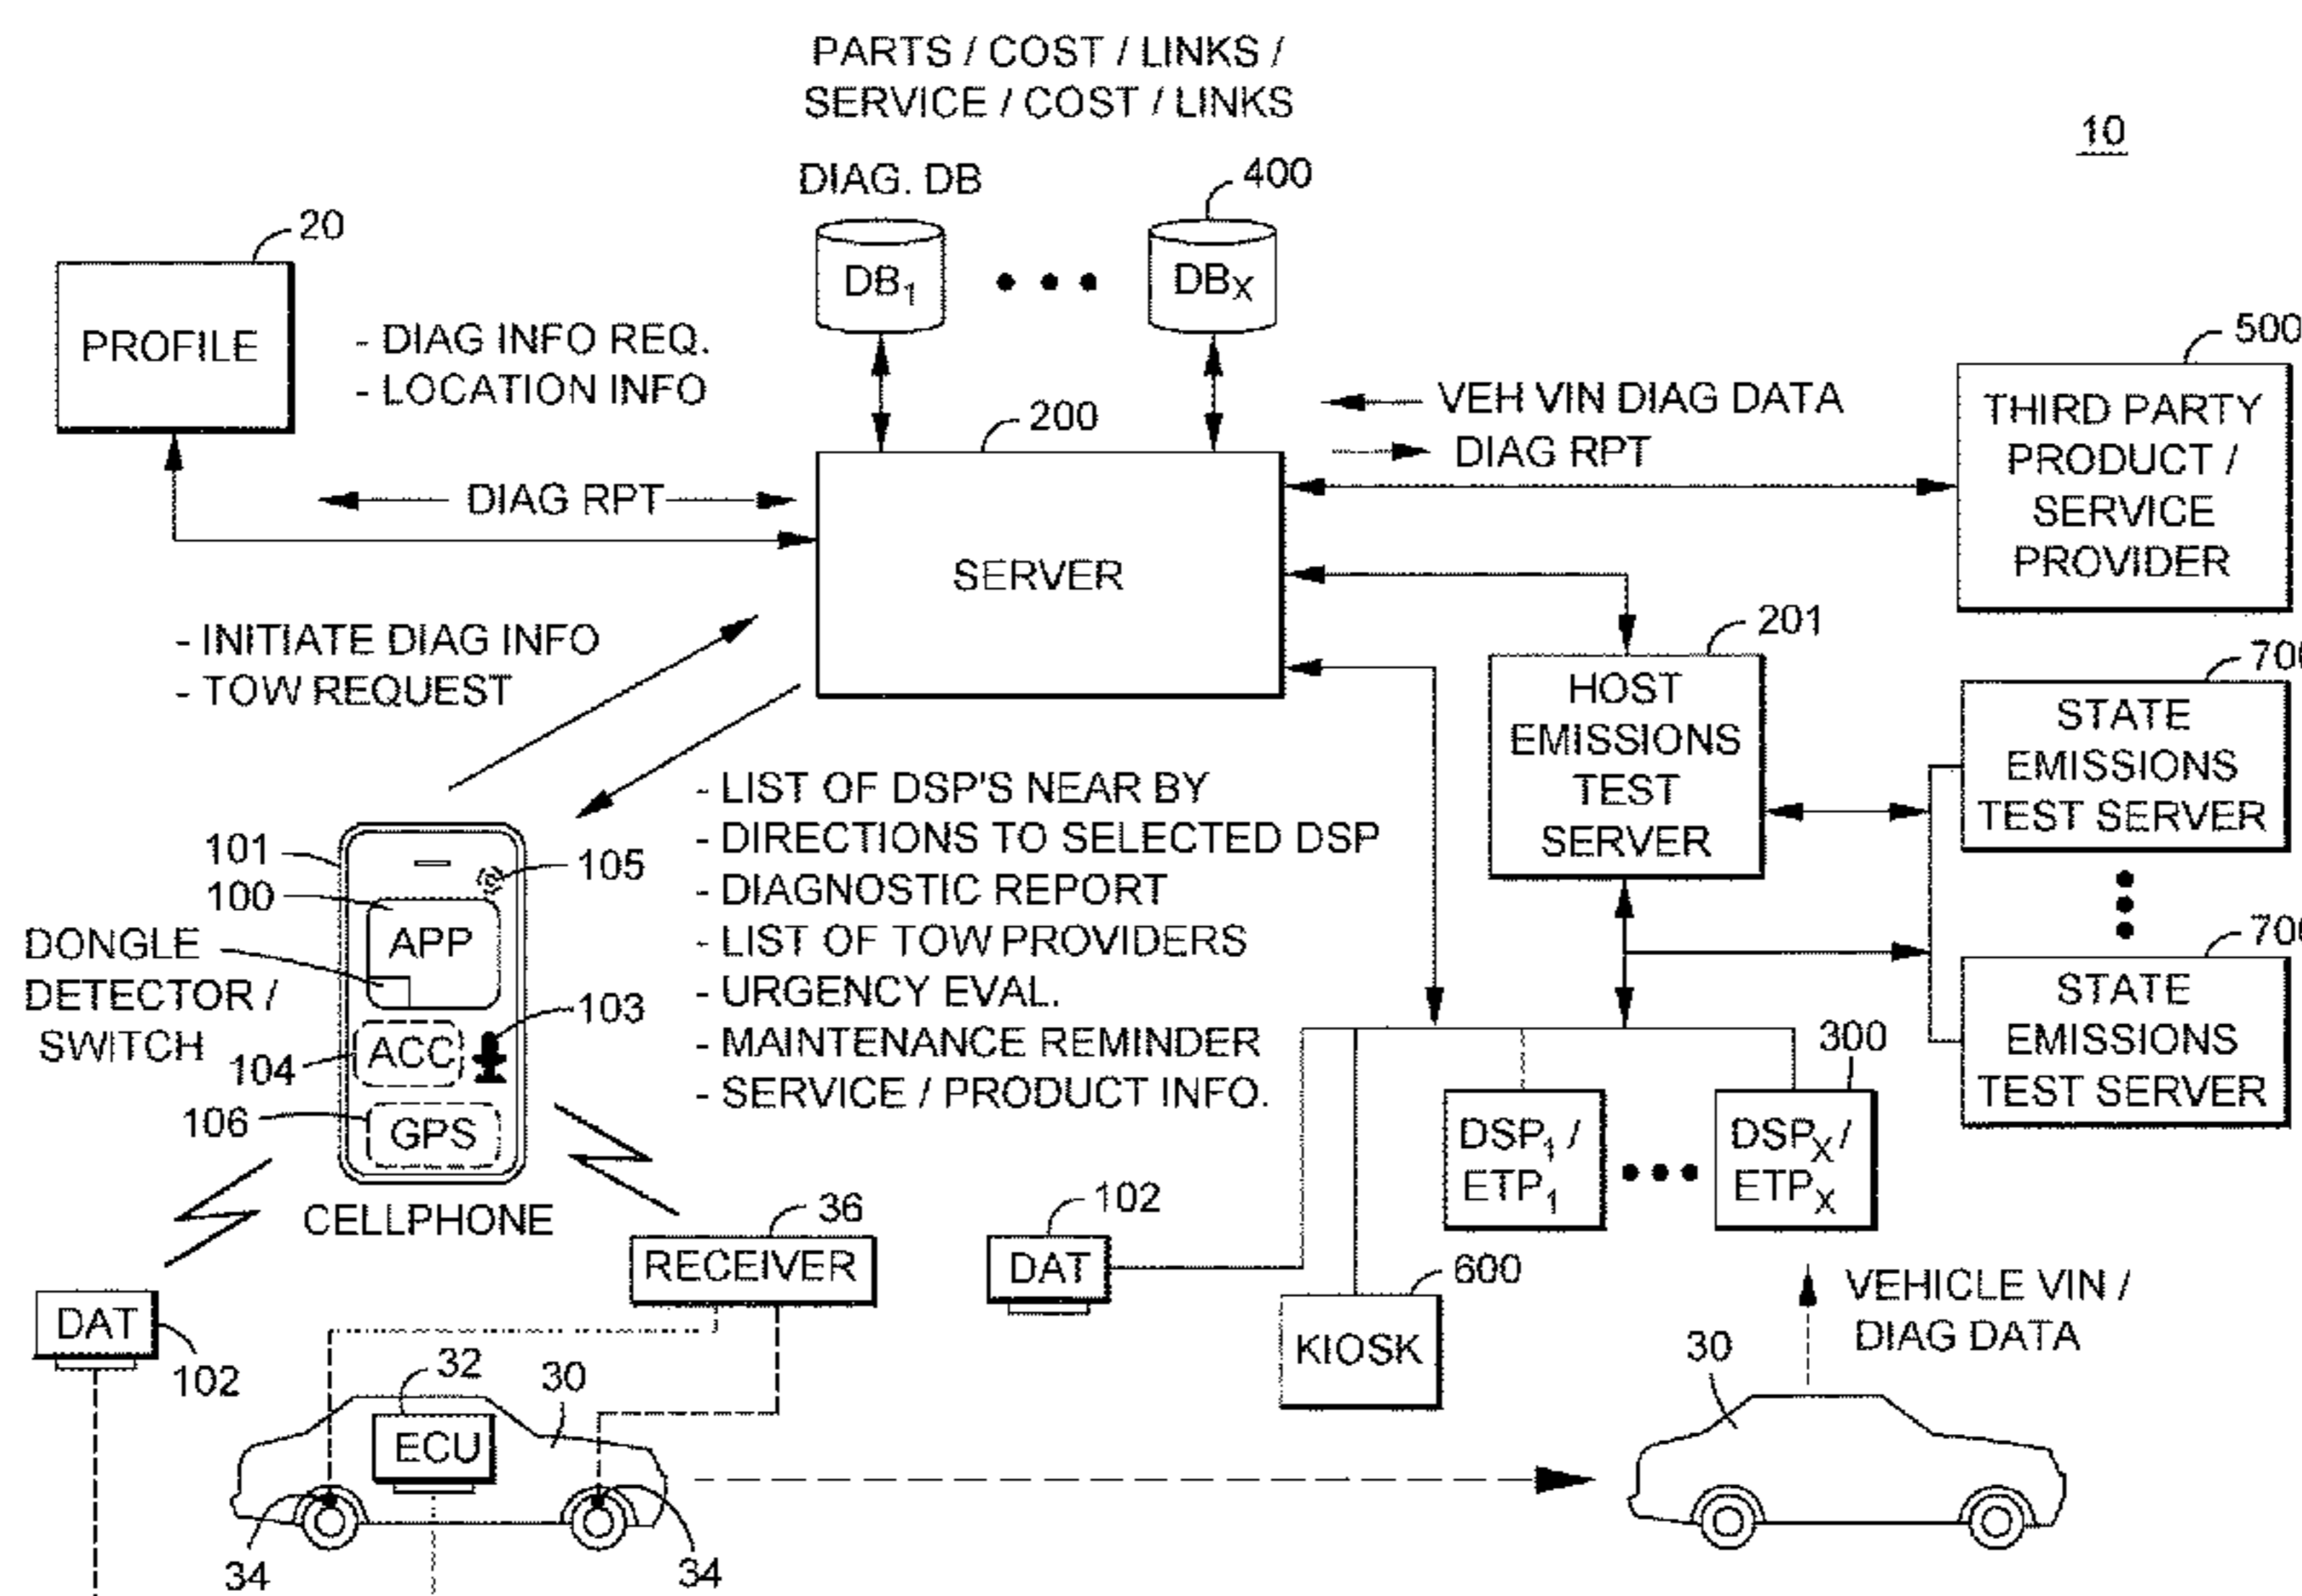 PARTS / COST / LINKS /
SERVICE / COST / LINKS
10
DIAG. DB
400
20
DB1
DBX
PROFILE
- DIAG INFO REQ.
- LOCATION INFO
500
VEH VIN DIAG DATA
DIAG RPT
THIRD PARTY
PRODUCT /
SERVICE
PROVIDER
200
DIAG RPT
SERVER
- INITIATE DIAG INFO
- TOW REQUEST
201
HOST
EMISSIONS
TEST
SERVER
700
STATE
EMISSIONS
TEST SERVER
- LIST OF DSP'S NEAR BY
- DIRECTIONS TO SELECTED DSP
- DIAGNOSTIC REPORT
- LIST OF TOW PROVIDERS
- URGENCY EVAL.
- MAINTENANCE REMINDER
- SERVICE / PRODUCT INFO.
101
105
100
APP
DONGLE
DETECTOR /
SWITCH
103
ACC
104
106
GPS
CELLPHONE
700
STATE
EMISSIONS
TEST SERVER
300
DSP1 /
ETP1
DSPX /
ETPX
36
RECEIVER
102
DAT
600
KIOSK
VEHICLE VIN /
DIAG DATA
DAT
102
32
30
ECU
30
34
34